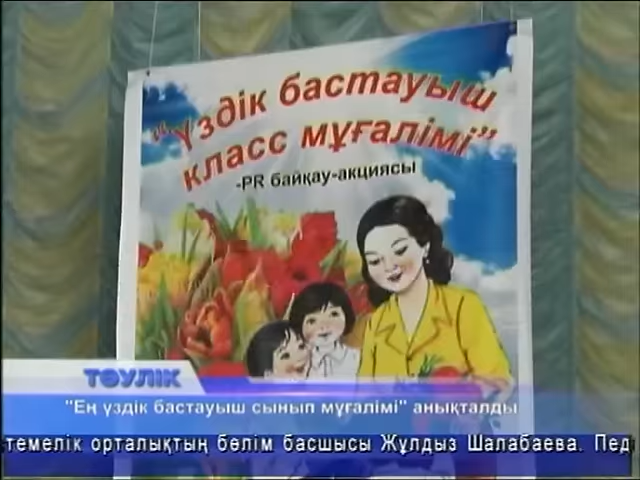 "үздік бастауыш
класс мұғалімі"
-PR байқау-акциясы
ТӘУЛІК
"Ең үздік бастауыш сынып мұғалімі" анықталды
темелік орталықтың бөлім басшысы Жұлдыз Шалабаева. Пед